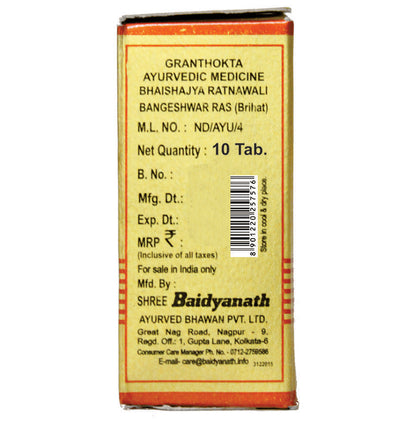 GRANTHOKTA
AYURVEDIC MEDICINE
BHAISHAJYA RATNAWALI
BANGESHWAR RAS (Brihat)
M.L. NO. : ND/AYU/4
Net Quantity : 10 Tab.
B. No. :
Mfg. Dt.:
Exp. Dt.:
MRP ₹ :
(Inclusive of all taxes)
For sale in India only
Mfd. By :
SHREE Baidyanath
AYURVED BHAWAN PVT. LTD.
Great Nag Road, Nagpur - 9.
Regd. Off.: 1, Gupta Lane, Kolkata-6
Consumer Care Manager Ph. No. - 0712-2759586
E-mail- care@baidyanath.info
3122015
8901220257576
Store in cool & dry place.